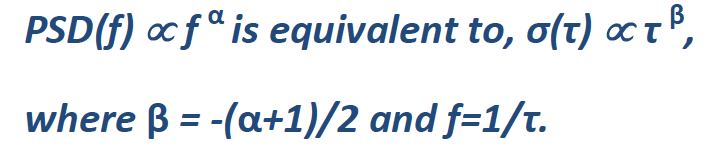 PSD(f) ∝ f ᵅ is equivalent to, σ(τ) ∝ τ ᵝ,
where β = -(α+1)/2 and f=1/τ.